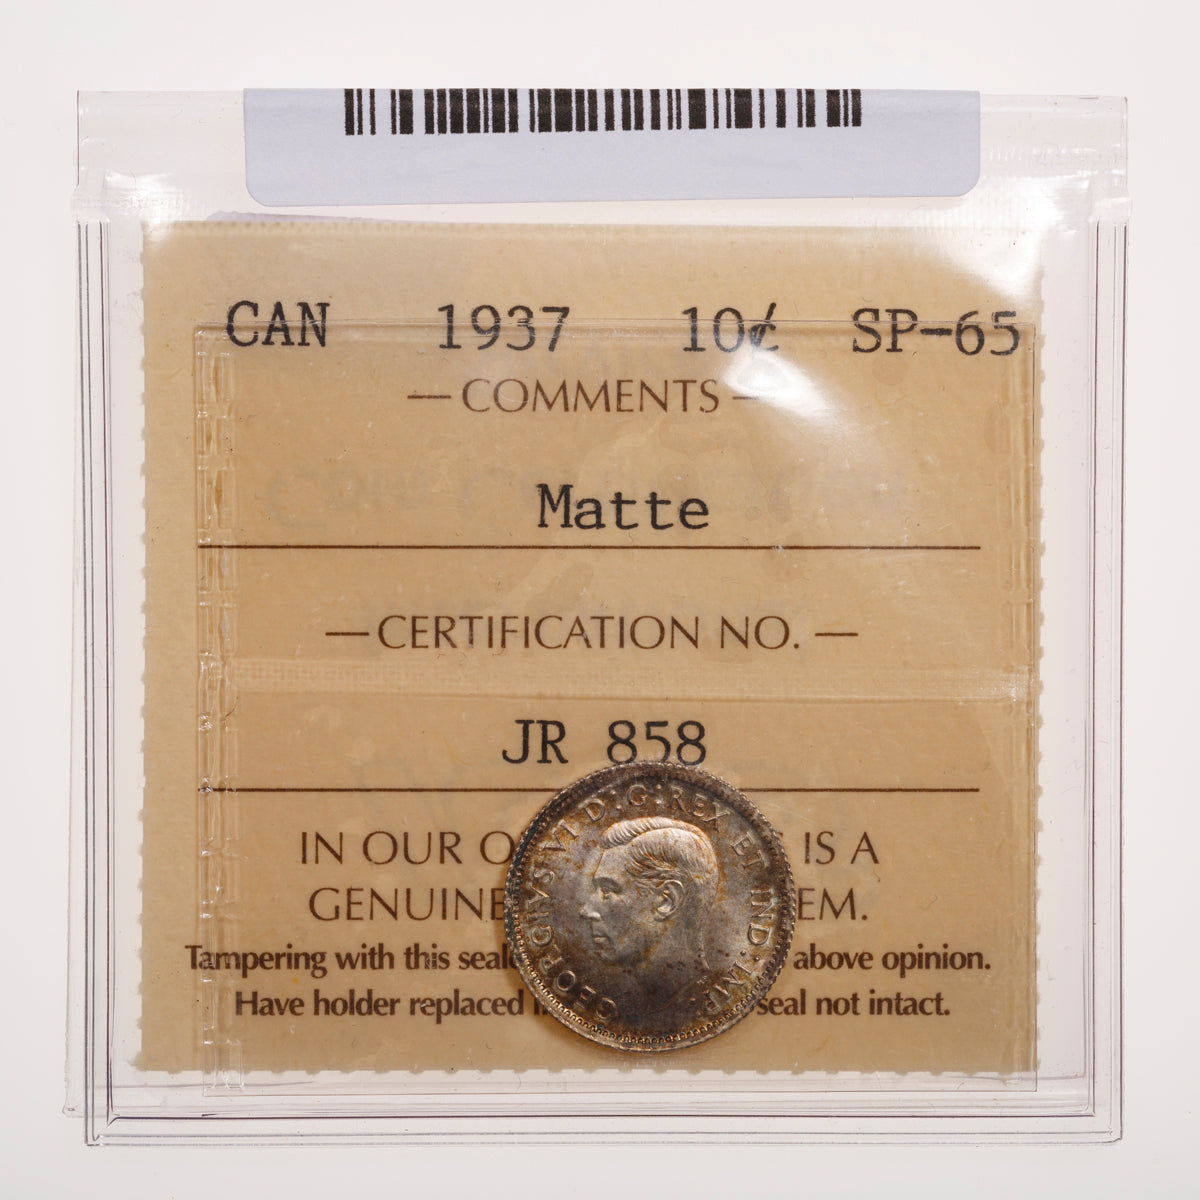 CAN 1937 10¢ SP-65
— COMMENTS —
Matte
— CERTIFICATION NO. —
JR 858
IN OUR O IS A
GENUINE EM.
Tampering with this seal above opinion.
Have holder replaced seal not intact.
GEORGIVS VI D:G:REX ET IND:IMP: